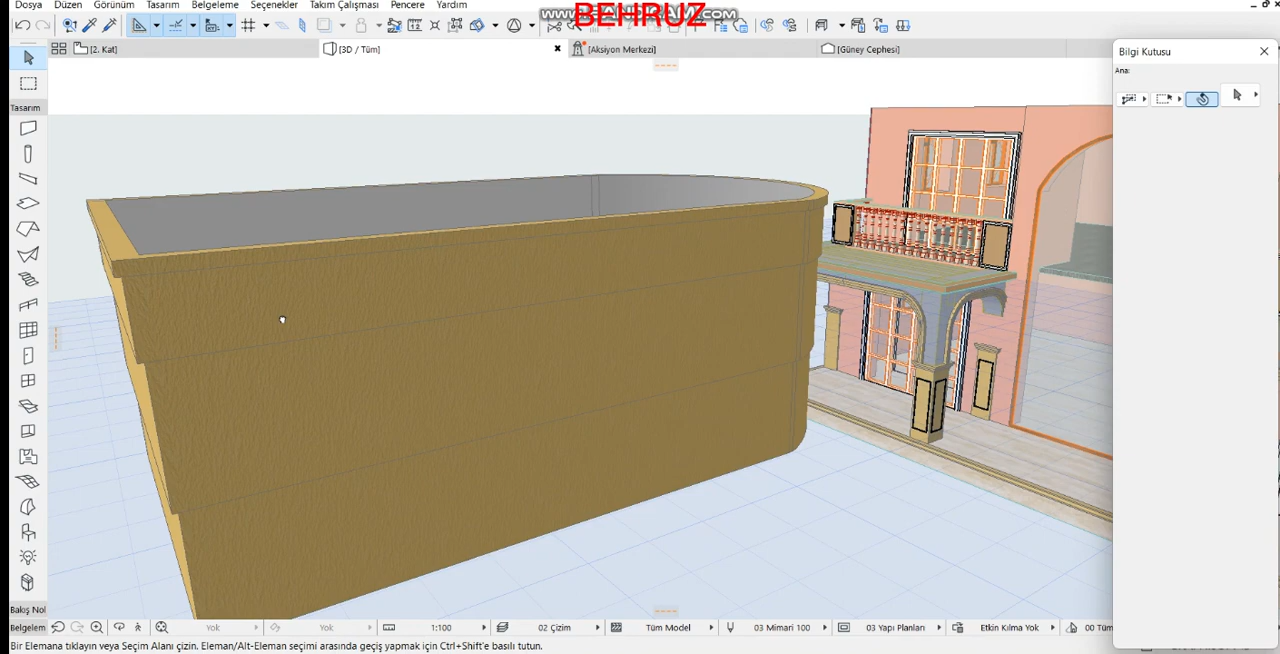 Dosya Düzen Görünüm Tasarım Belgeleme Seçenekler Takım Çalışması Pencere Yardım
BEHRUZ
[2. Kat]
[3D / Tüm]
[Aksiyon Merkezi]
[Güney Cephesi]
Bilgi Kutusu
Ana:
Tasarım
Bakış Nol
Belgelem
Yok
Yok
1:100
02 Çizim
Tüm Model
03 Mimari 100
03 Yapı Planları
Etkin Kılma Yok
00 Tüm
Bir Elemana tıklayın veya Seçim Alanı çizin. Eleman/Alt-Eleman seçimi arasında geçiş yapmak için Ctrl+Shift'e basılı tutun.